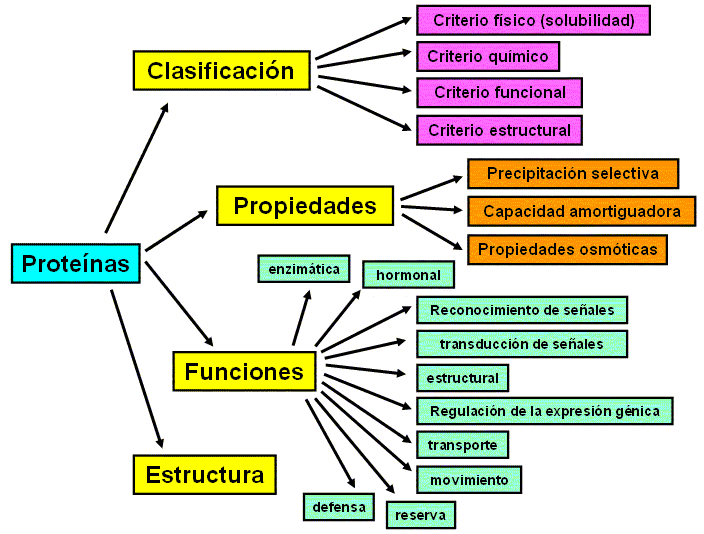 Criterio físico (solubilidad)
Clasificación
Criterio químico
Criterio funcional
Criterio estructural
Precipitación selectiva
Propiedades
Capacidad amortiguadora
Propiedades osmóticas
Proteínas
enzimática
hormonal
Reconocimiento de señales
transducción de señales
Funciones
estructural
Regulación de la expresión génica
transporte
Estructura
movimiento
defensa
reserva